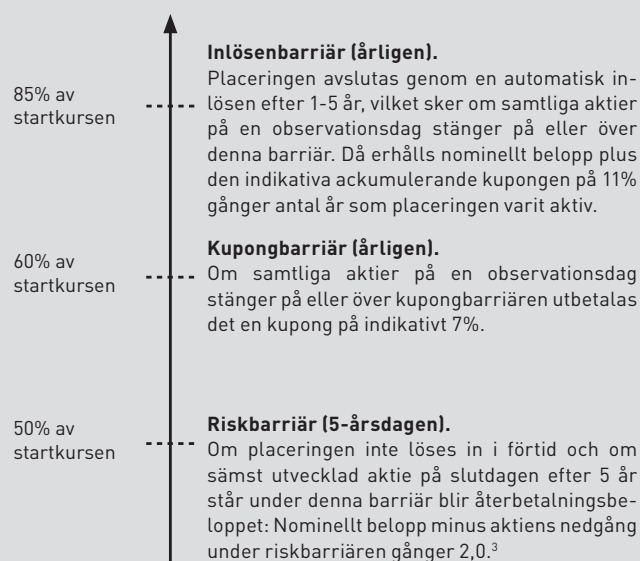 85% av
startkursen
Inlösenbarriär (årligen).
Placeringen avslutas genom en automatisk in-
lösen efter 1-5 år, vilket sker om samtliga aktier
på en observationsdag stänger på eller över
denna barriär. Då erhålls nominellt belopp plus
den indikativa ackumulerande kupongen på 11%
gånger antal år som placeringen varit aktiv.
60% av
startkursen
Kupongbarriär (årligen).
Om samtliga aktier på en observationsdag
stänger på eller över kupongbarriären utbetalas
det en kupong på indikativt 7%.
50% av
startkursen
Riskbarriär (5-årsdagen).
Om placeringen inte löses in i förtid och om
sämst utvecklad aktie på slutdagen efter 5 år
står under denna barriär blir återbetalningsbe-
loppet: Nominellt belopp minus aktiens nedgång
under riskbarriären gånger 2,0.³